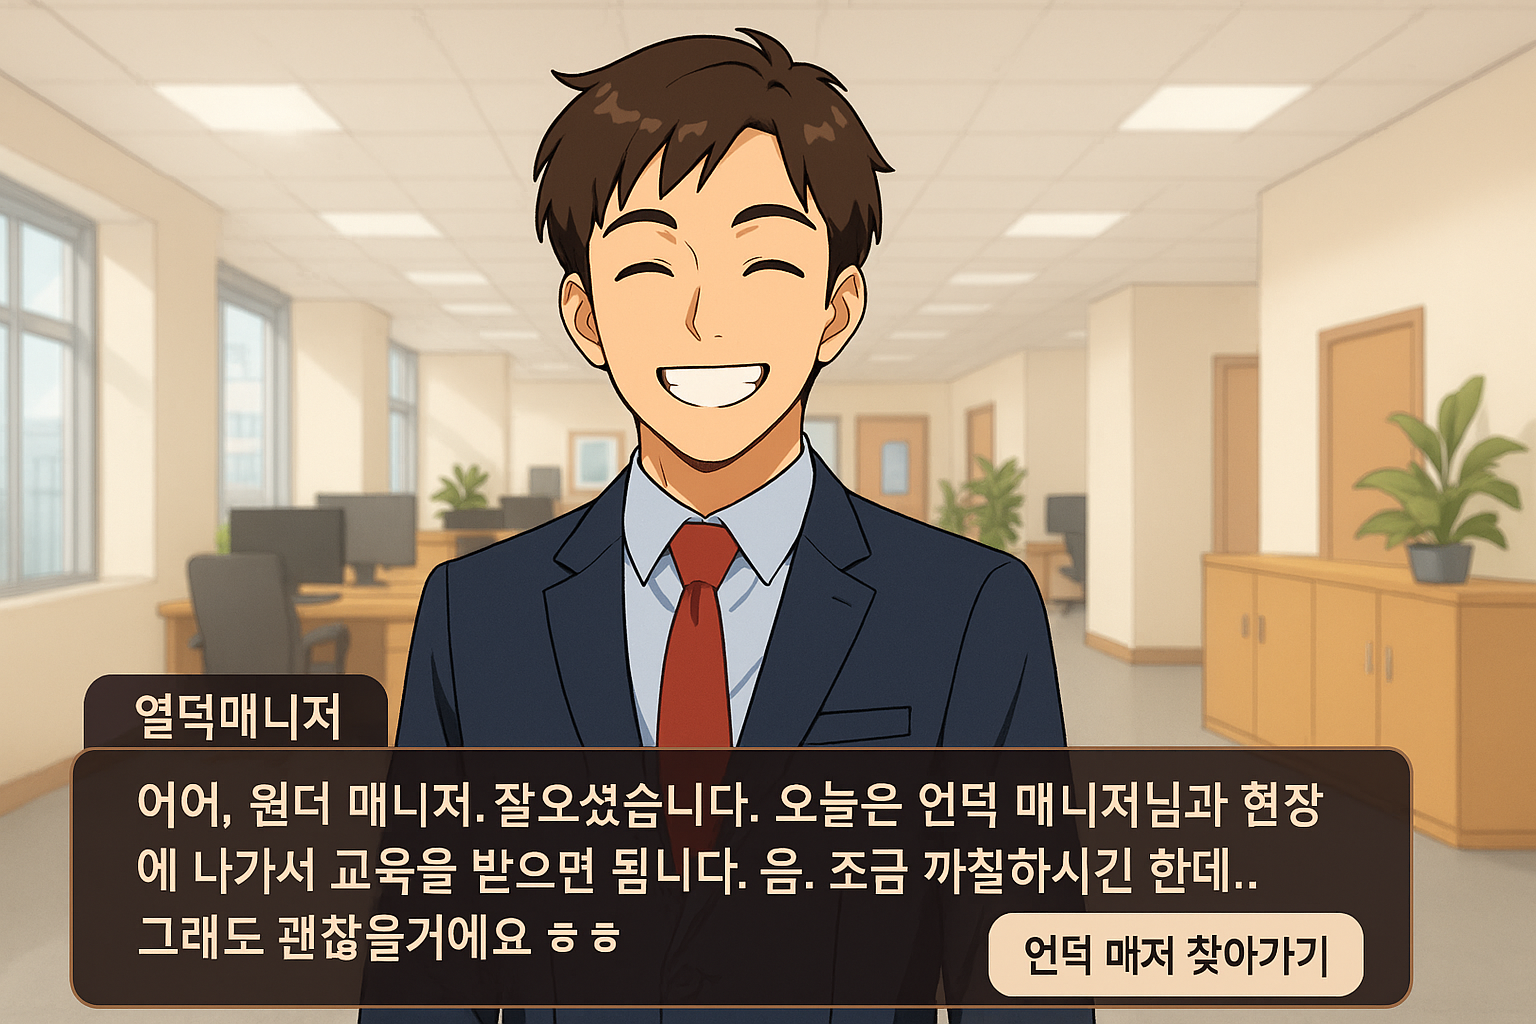 열덕매니저
어어, 원더 매니저.잘오셨습니다. 오늘은 언덕 매니저님과 현장
에 나가서 교육을 받으면 됩니다. 음. 조금 까칠하시긴 한데..
그래도 괜찮을거에요 ㅎㅎ
언덕 매저 찾아가기